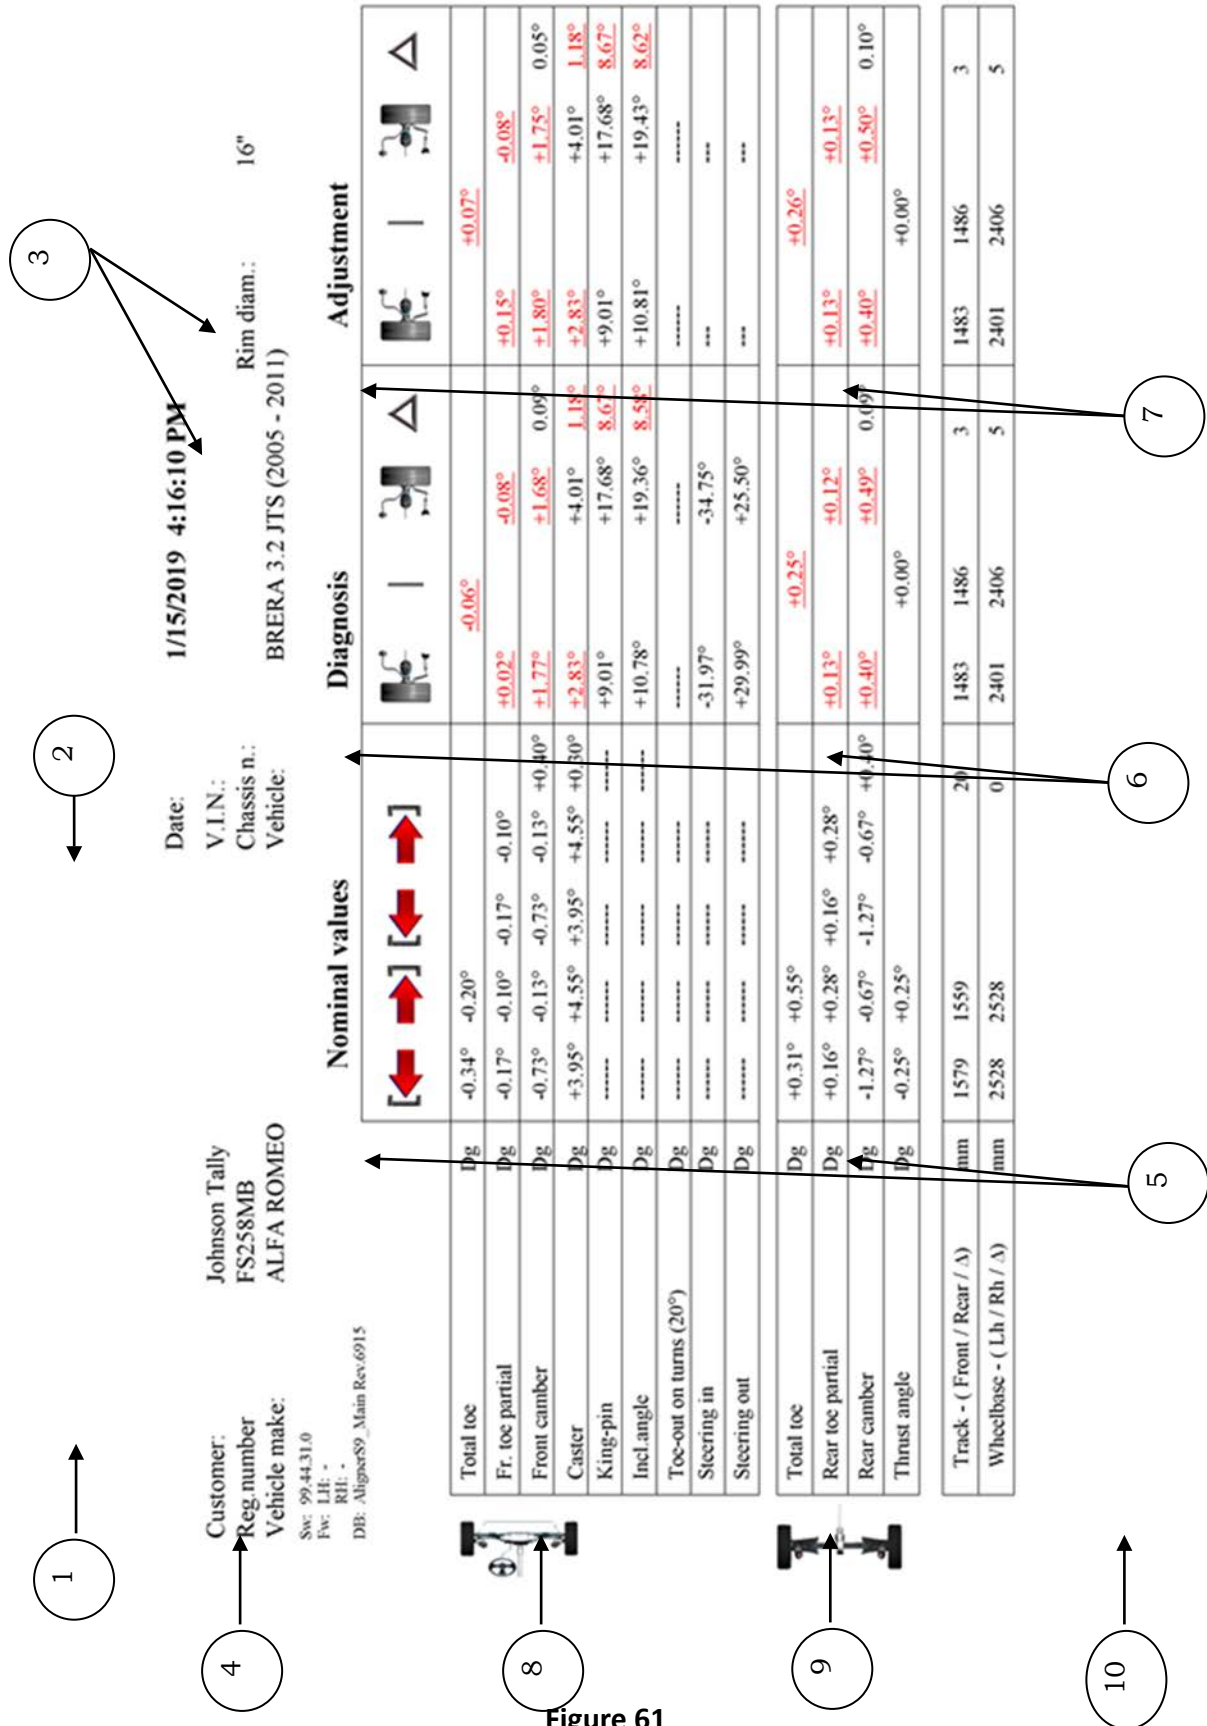 3
1 2
Date: 1/15/2019 4:16:10 PM
Customer: Johnson Tally V.I.N.:
4
Reg.number FS258MB Chassis n.: Rim diam.: 16"
Vehicle make: ALFA ROMEO Vehicle: BRERA 3.2 JTS (2005 - 2011)
Sw: 99.44.31.0
Fw: LH: -
RH: -
DB: AlignerS9_Main Rev.6915
Nominal values Diagnosis Adjustment
[ ] [ ] | Δ | Δ
Total toe Dg -0.34° -0.20° -0.06° +0.07°
Fr. toe partial Dg -0.17° -0.10° -0.17° -0.10° +0.02° -0.08° +0.15° -0.08°
8
Front camber Dg -0.73° -0.13° -0.73° -0.13° +0.40° +1.77° +1.68° 0.09° +1.80° +1.75° 0.05°
Caster Dg +3.95° +4.55° +3.95° +4.55° +0.30° +2.83° +4.01° 1.18° +2.83° +4.01° 1.18°
King-pin Dg ------ ------ ------ ------ ------ +9.01° +17.68° 8.67° +9.01° +17.68° 8.67°
Incl.angle Dg ------ ------ ------ ------ ------ +10.78° +19.36° 8.58° +10.81° +19.43° 8.62°
Toe-out on turns (20°) Dg ------ ------ ------ ------ ------ ------ ------ ------
Steering in Dg ------ ------ ------ ------ -31.97° -34.75° --- ---
Steering out Dg ------ ------ ------ ------ +29.99° +25.50° --- ---
Total toe Dg +0.31° +0.55° +0.25° +0.26°
9
Rear toe partial Dg +0.16° +0.28° +0.16° +0.28° +0.13° +0.12° +0.13° +0.13°
Rear camber Dg -1.27° -0.67° -1.27° -0.67° +0.40° +0.40° +0.49° 0.09° +0.40° +0.50° 0.10°
Thrust angle Dg -0.25° +0.25° +0.00° +0.00°
Track - ( Front / Rear / Δ) mm 1579 1559 20 1483 1486 3 1483 1486 3
Wheelbase - ( Lh / Rh / Δ) mm 2528 2528 0 2401 2406 5 2401 2406 5
10 5 6 7
Figure 61